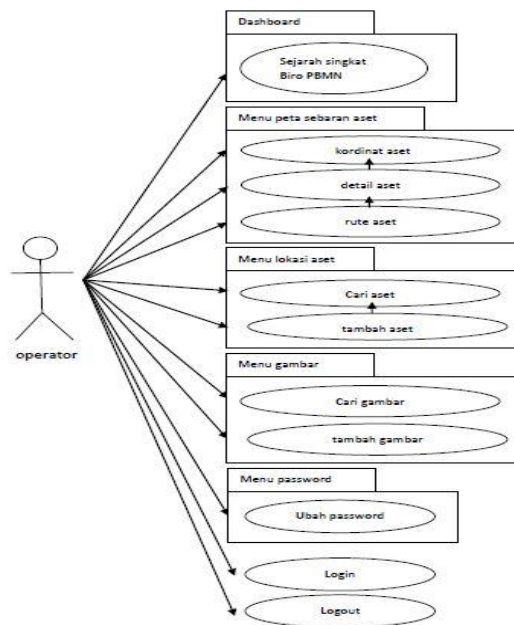 Dashboard
Sejarah singkat
Biro PBMN
Menu peta sebaran aset
kordinat aset
detail aset
rute aset
Menu lokasi aset
Cari aset
tambah aset
operator
Menu gambar
Cari gambar
tambah gambar
Menu password
Ubah password
Login
Logout